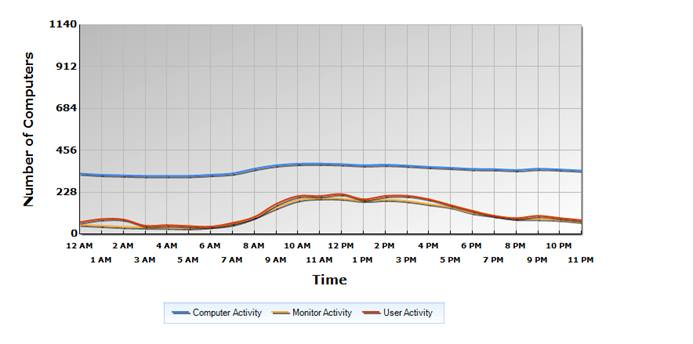 1140
912
684
456
228
0
Number of Computers
12 AM 2 AM 4 AM 6 AM 8 AM 10 AM 12 PM 2 PM 4 PM 6 PM 8 PM 10 PM
1 AM 3 AM 5 AM 7 AM 9 AM 11 AM 1 PM 3 PM 5 PM 7 PM 9 PM 11 PM
Time
Computer Activity Monitor Activity User Activity